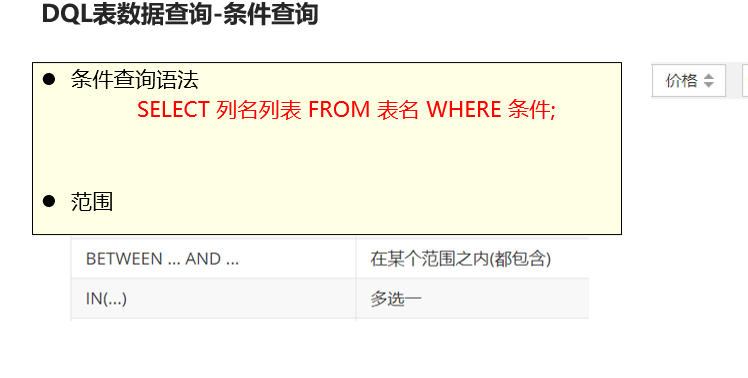 DQL表数据查询-条件查询
● 条件查询语法
SELECT 列名列表 FROM 表名 WHERE 条件;
价格
● 范围
BETWEEN ... AND ... 在某个范围之内(都包含)
IN(...) 多选一